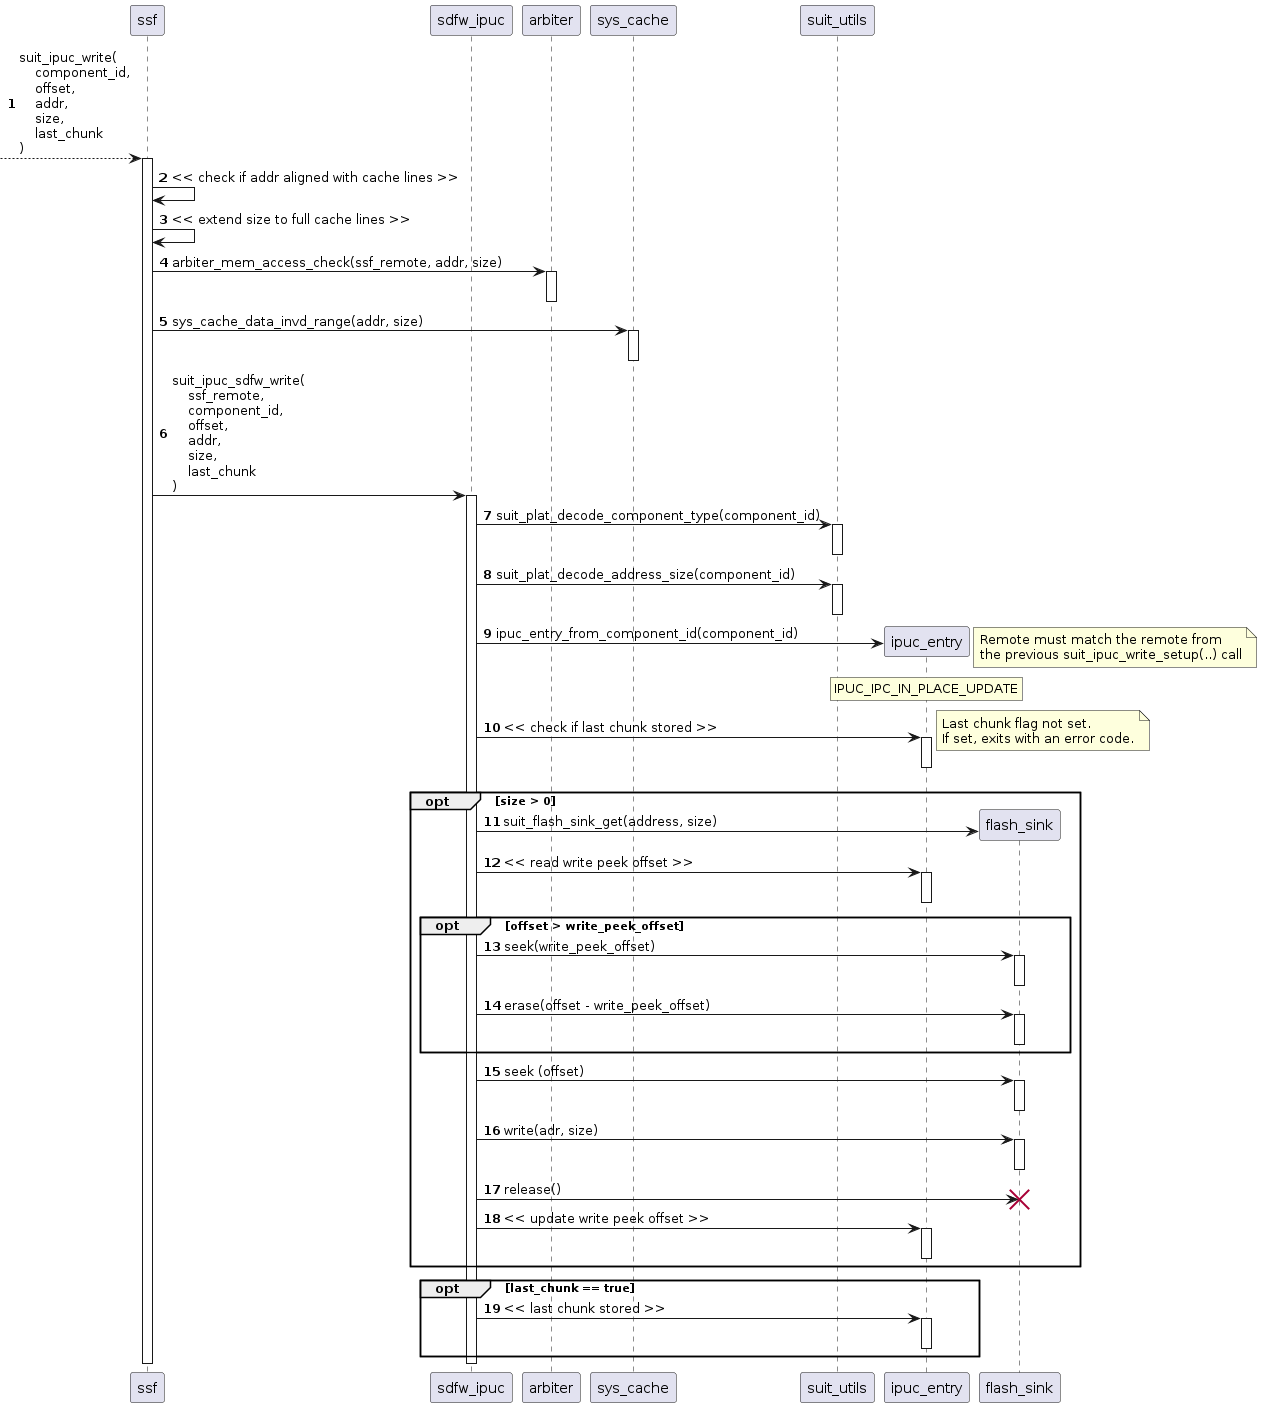 ssf sdfw_ipuc arbiter sys_cache suit_utils
suit_ipuc_write(
component_id,
offset,
1 addr,
size,
last_chunk
)
2 << check if addr aligned with cache lines >>
3 << extend size to full cache lines >>
4 arbiter_mem_access_check(ssf_remote, addr, size)
5 sys_cache_data_invd_range(addr, size)
suit_ipuc_sdfw_write(
ssf_remote,
component_id,
offset,
6
addr,
size,
last_chunk
)
7 suit_plat_decode_component_type(component_id)
8 suit_plat_decode_address_size(component_id)
9 ipuc_entry_from_component_id(component_id)
ipuc_entry
Remote must match the remote from
the previous suit_ipuc_write_setup(..) call
IPUC_IPC_IN_PLACE_UPDATE
10 << check if last chunk stored >>
Last chunk flag not set.
If set, exits with an error code.
opt [size > 0]
11 suit_flash_sink_get(address, size)
flash_sink
12 << read write peek offset >>
opt [offset > write_peek_offset]
13 seek(write_peek_offset)
14 erase(offset - write_peek_offset)
15 seek (offset)
16 write(adr, size)
17 release()
18 << update write peek offset >>
opt [last_chunk == true]
19 << last chunk stored >>
ssf sdfw_ipuc arbiter sys_cache suit_utils ipuc_entry flash_sink